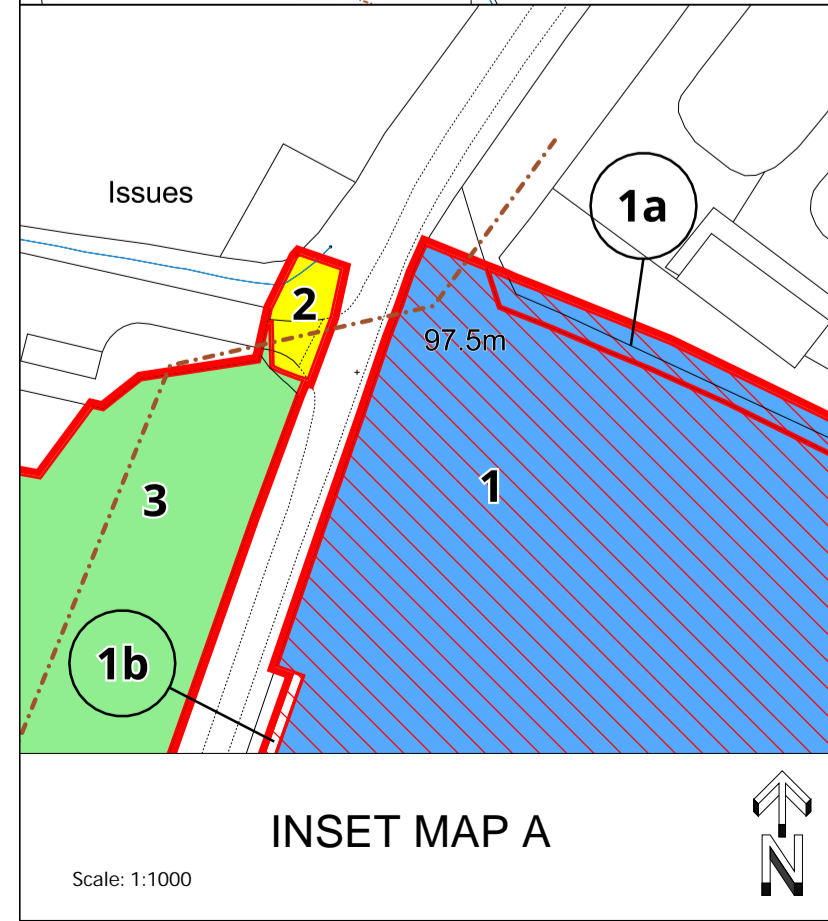 Issues
1a
2
97.5m
1
3
1b
INSET MAP A
Scale: 1:1000
N